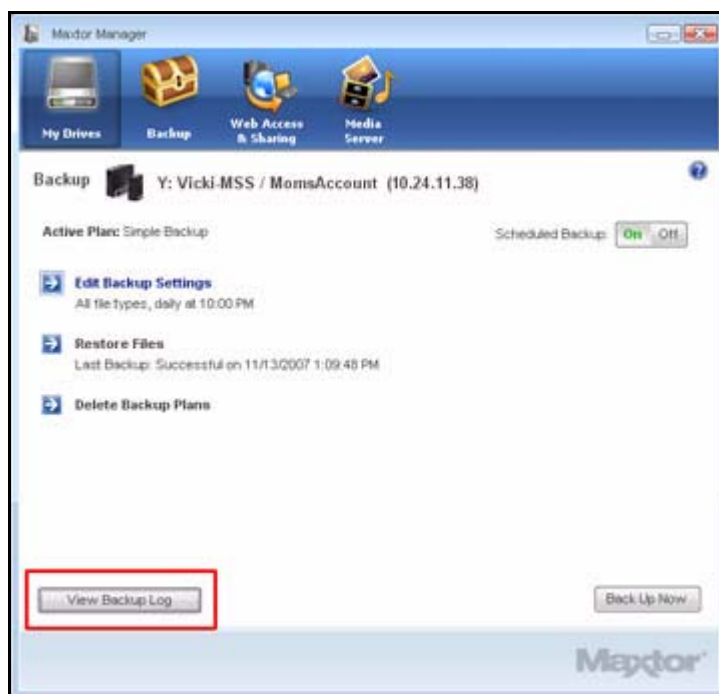 Maxtor Manager
My Drives
Backup
Web Access
& Sharing
Media
Server
Backup
Y: Vicki-MSS / MomsAccount (10.24.11.38)
Active Plan: Simple Backup
Scheduled Backup: On Off
Edit Backup Settings
All file types, daily at 10:00 PM
Restore Files
Last Backup: Successful on 11/13/2007 1:09:48 PM
Delete Backup Plans
View Backup Log
Back Up Now
Maxtor